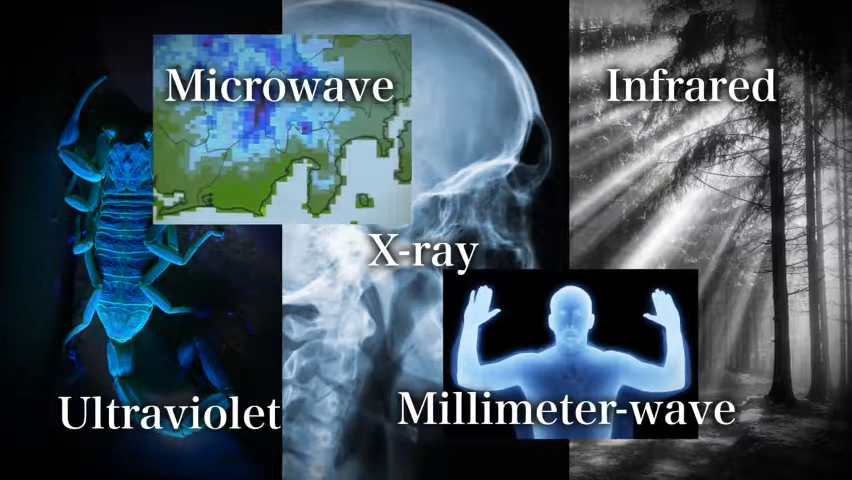 Microwave
Infrared
X-ray
Ultraviolet
Millimeter-wave